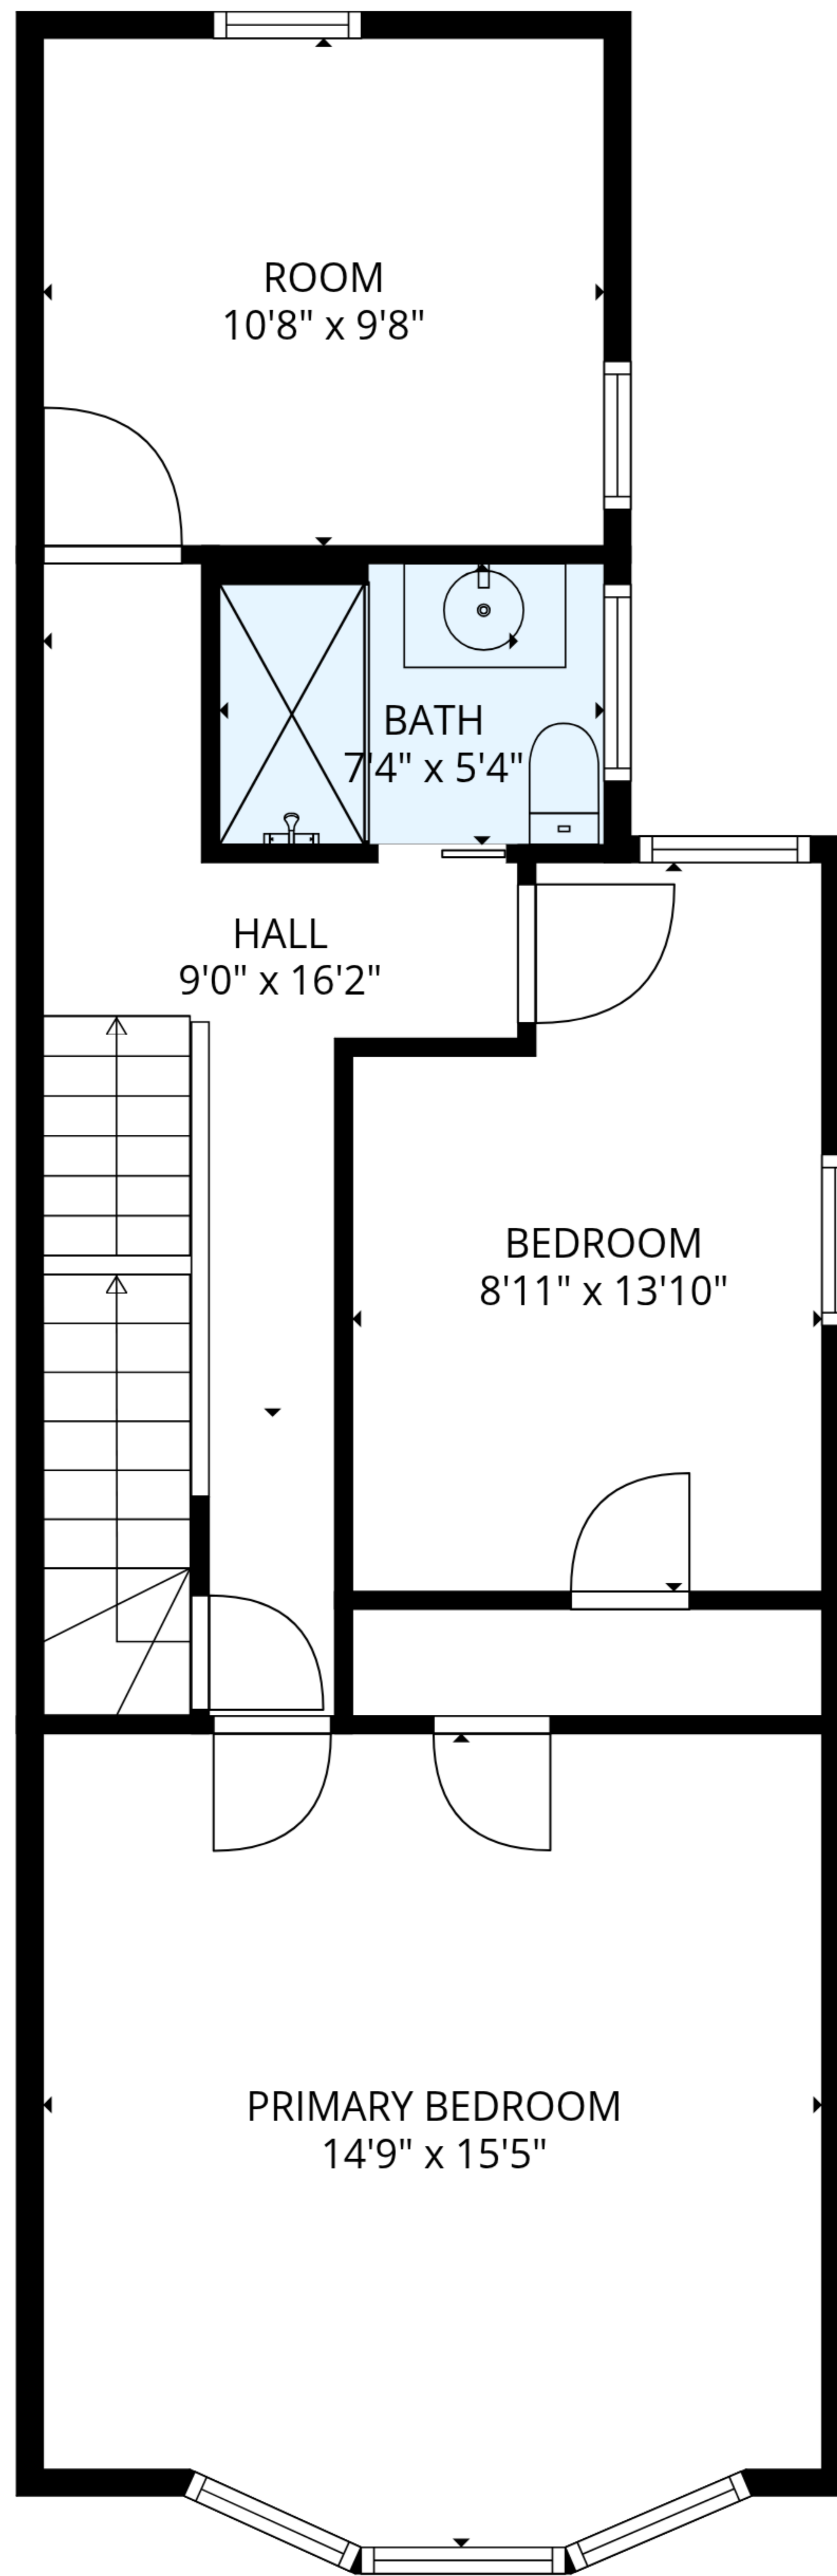 ROOM
10'8" x 9'8"
BATH
7'4" x 5'4"
HALL
9'0" x 16'2"
BEDROOM
8'11" x 13'10"
PRIMARY BEDROOM
14'9" x 15'5"